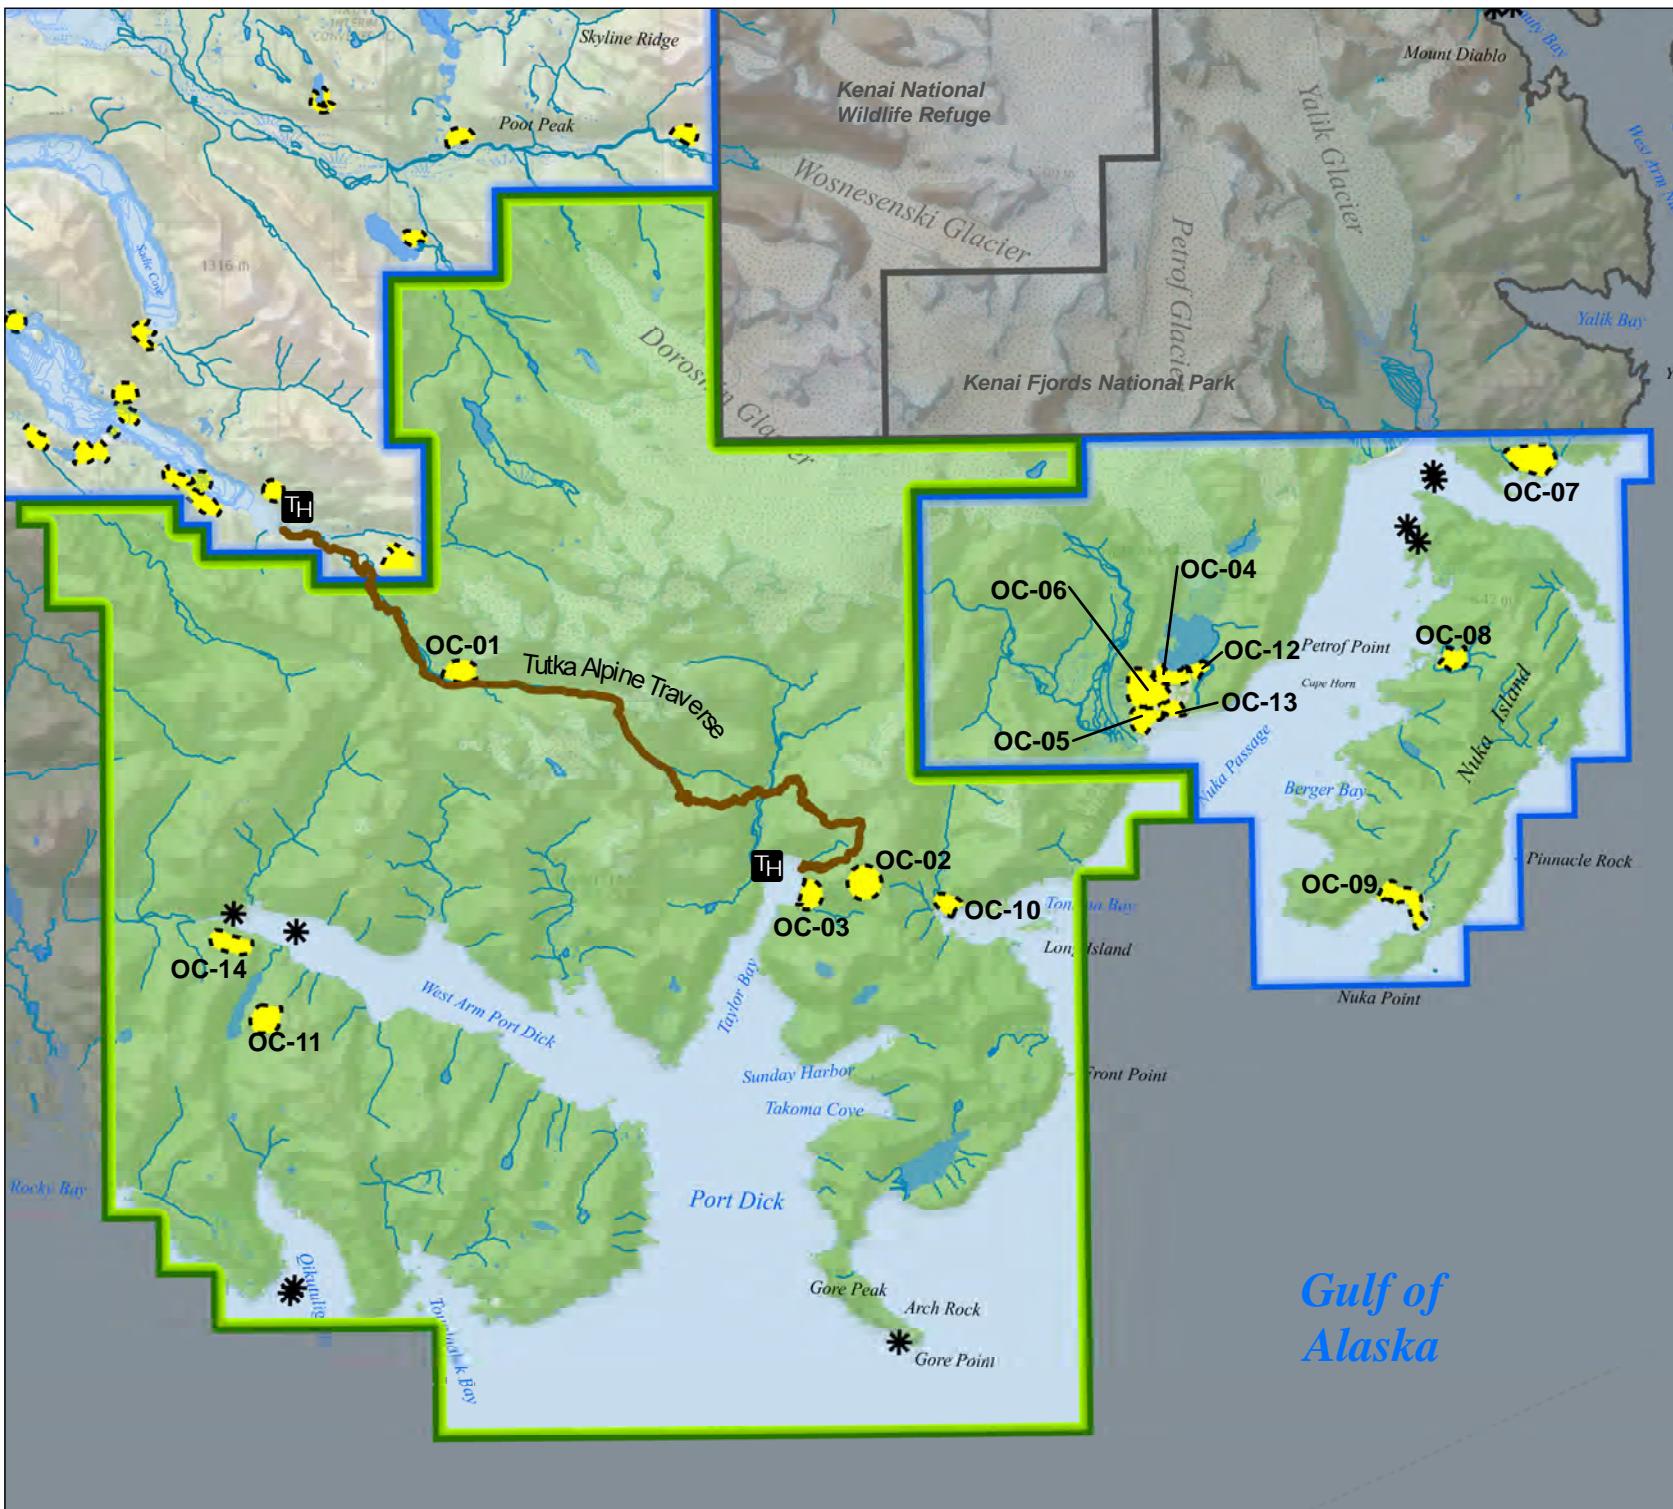 Skyline Ridge
Mount Diablo
Kenai National
Wildlife Refuge
Poot Peak
Yalik Glacier
Wosnesenski Glacier
Petrof Glacier
Sadie Cove
1316 m
Yalik Bay
Kenai Fjords National Park
OC-07
TH
OC-04
OC-06
OC-01
OC-08
OC-12
Petrof Point
Tutka Alpine Traverse
Cape Horn
OC-13
OC-05
Nuka Island
Nuka Passage
Berger Bay
OC-02
TH
Pinnacle Rock
OC-09
OC-10
OC-03
Long Island
OC-14
Nuka Point
Taylor Bay
West Arm Port Dick
OC-11
Sunday Harbor
Front Point
Takoma Cove
Rocky Bay
Port Dick
Gore Peak
Arch Rock
Gore Point
Gulf of
Alaska